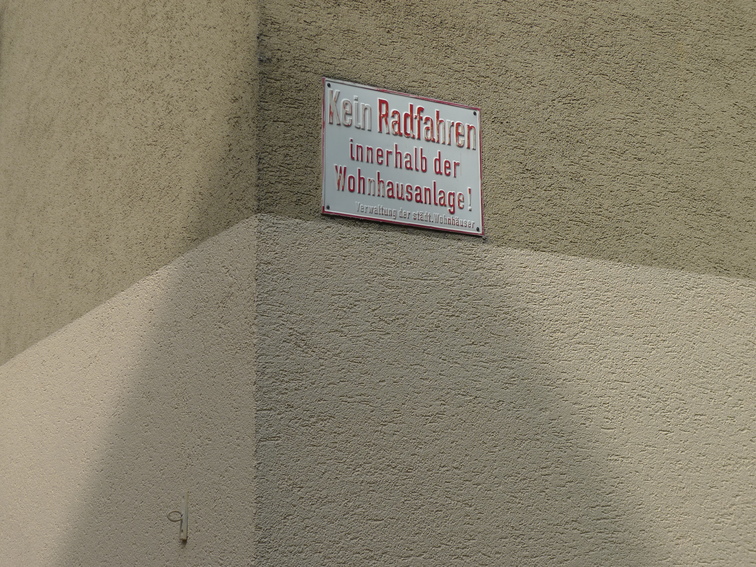 Kein Radfahren
innerhalb der
Wohnhausanlage!
Verwaltung der städt. Wohnhäuser